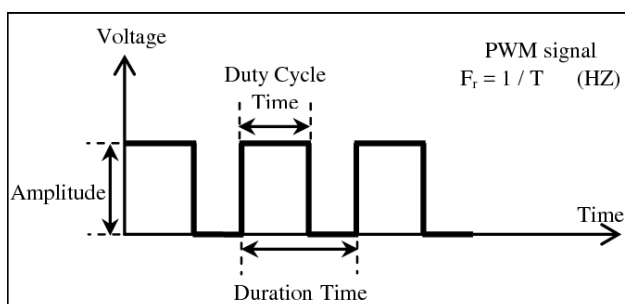 Voltage
PWM signal
Fr = 1 / T (HZ)
Duty Cycle
Time
Amplitude
Time
Duration Time